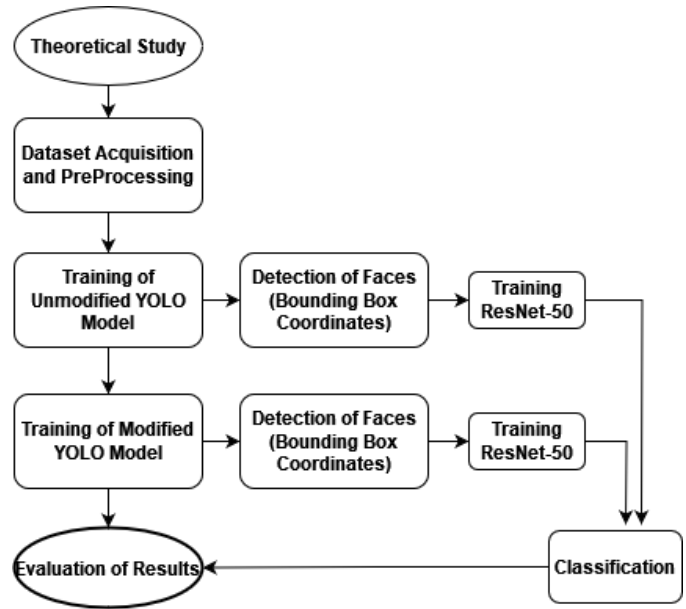 Theoretical Study
Dataset Acquisition
and PreProcessing
Training of
Unmodified YOLO
Model
Detection of Faces
(Bounding Box
Coordinates)
Training
ResNet-50
Training of Modified
YOLO Model
Detection of Faces
(Bounding Box
Coordinates)
Training
ResNet-50
Evaluation of Results
Classification